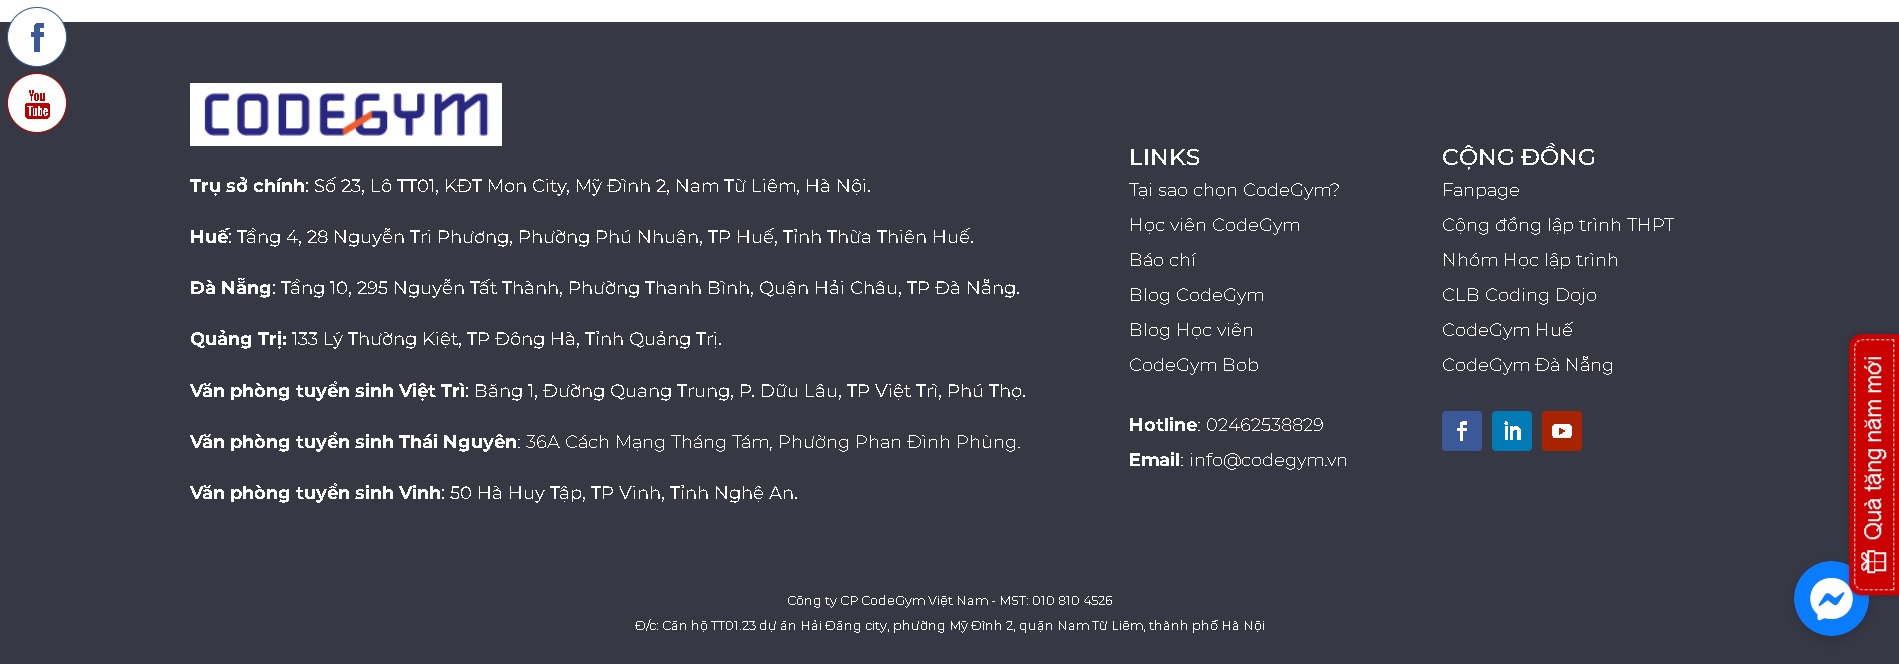 f
You
Tube
CODEGYM
Trụ sở chính: Số 23, Lô TT01, KĐT Mon City, Mỹ Đình 2, Nam Từ Liêm, Hà Nội.
Huế: Tầng 4, 28 Nguyễn Tri Phương, Phường Phú Nhuận, TP Huế, Tỉnh Thừa Thiên Huế.
Đà Nẵng: Tầng 10, 295 Nguyễn Tất Thành, Phường Thanh Bình, Quận Hải Châu, TP Đà Nẵng.
Quảng Trị: 133 Lý Thường Kiệt, TP Đông Hà, Tỉnh Quảng Trị.
Văn phòng tuyển sinh Việt Trì: Băng 1, Đường Quang Trung, P. Dữu Lâu, TP Việt Trì, Phú Thọ.
Văn phòng tuyển sinh Thái Nguyên: 36A Cách Mạng Tháng Tám, Phường Phan Đình Phùng.
Văn phòng tuyển sinh Vinh: 50 Hà Huy Tập, TP Vinh, Tỉnh Nghệ An.
LINKS
Tại sao chọn CodeGym?
Học viên CodeGym
Báo chí
Blog CodeGym
Blog Học viên
CodeGym Bob
Hotline: 02462538829
Email: info@codegym.vn
CỘNG ĐỒNG
Fanpage
Cộng đồng lập trình THPT
Nhóm Học lập trình
CLB Coding Dojo
CodeGym Huế
CodeGym Đà Nẵng
f
in
Quà tặng năm mới
Công ty CP CodeGym Việt Nam - MST: 010 810 4526
Đ/c: Căn hộ TT01.23 dự án Hải Đăng city, phường Mỹ Đình 2, quận Nam Từ Liêm, thành phố Hà Nội